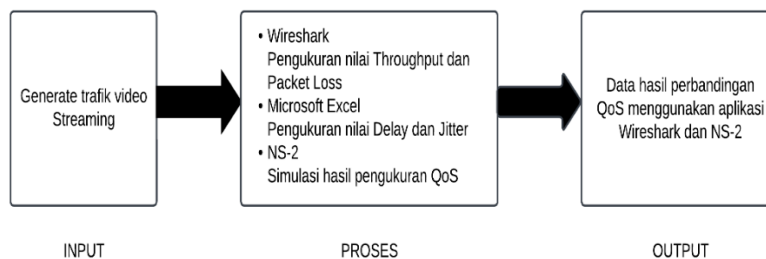 Generate trafik video
Streaming
• Wireshark
Pengukuran nilai Throughput dan
Packet Loss
• Microsoft Excel
Pengukuran nilai Delay dan Jitter
• NS-2
Simulasi hasil pengukuran QoS
Data hasil perbandingan
QoS menggunakan aplikasi
Wireshark dan NS-2
INPUT
PROSES
OUTPUT